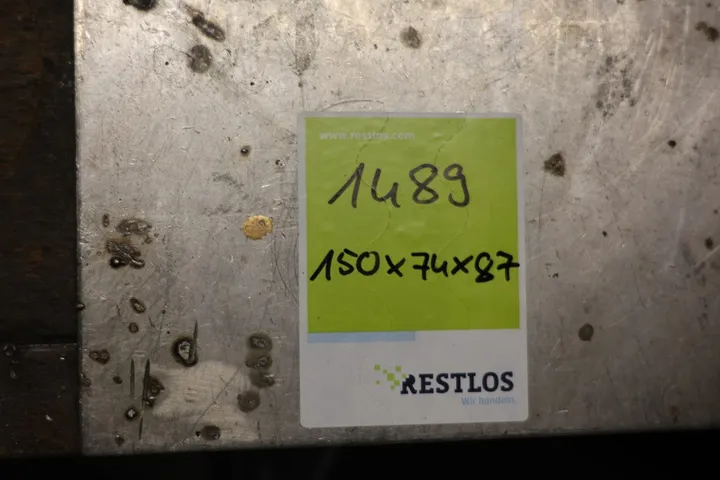 www.restlos.com
1489
150x74x87
RESTLOS
Wir handeln.